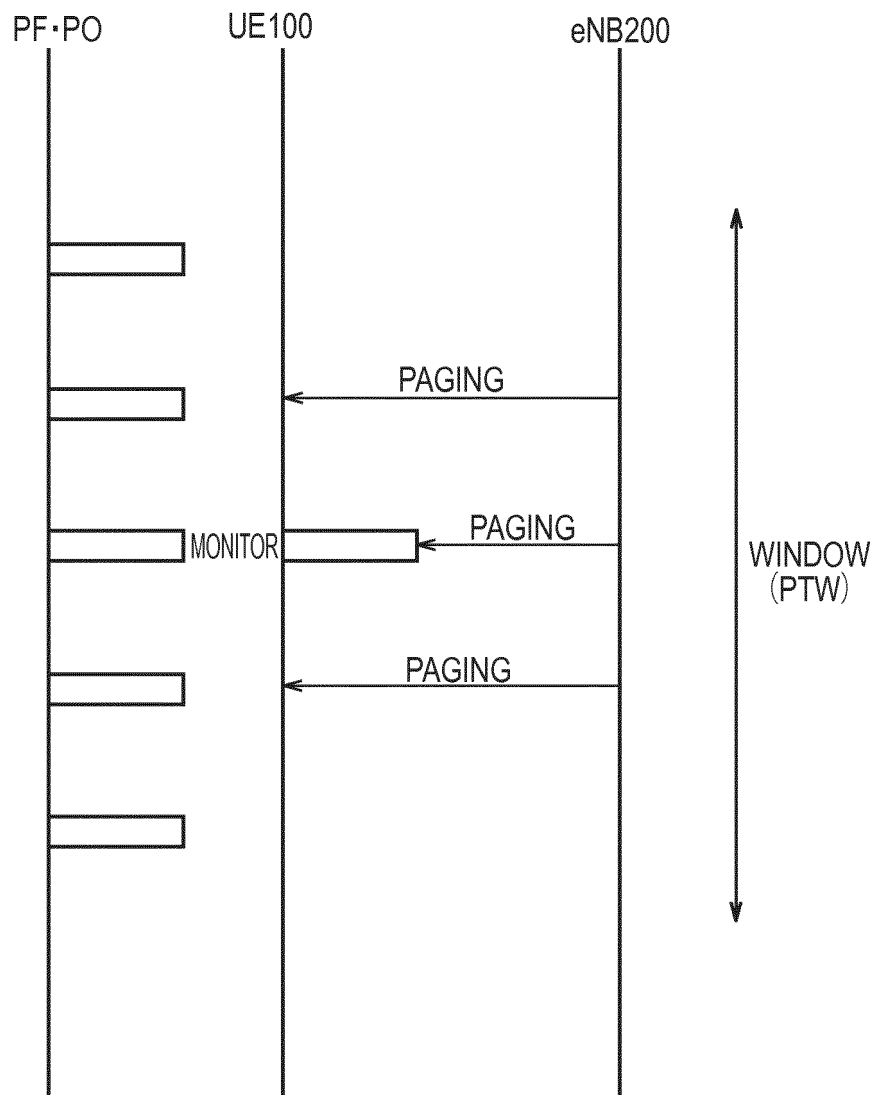 PF·PO
UE100
eNB200
PAGING
MONITOR
PAGING
WINDOW
(PTW)
PAGING